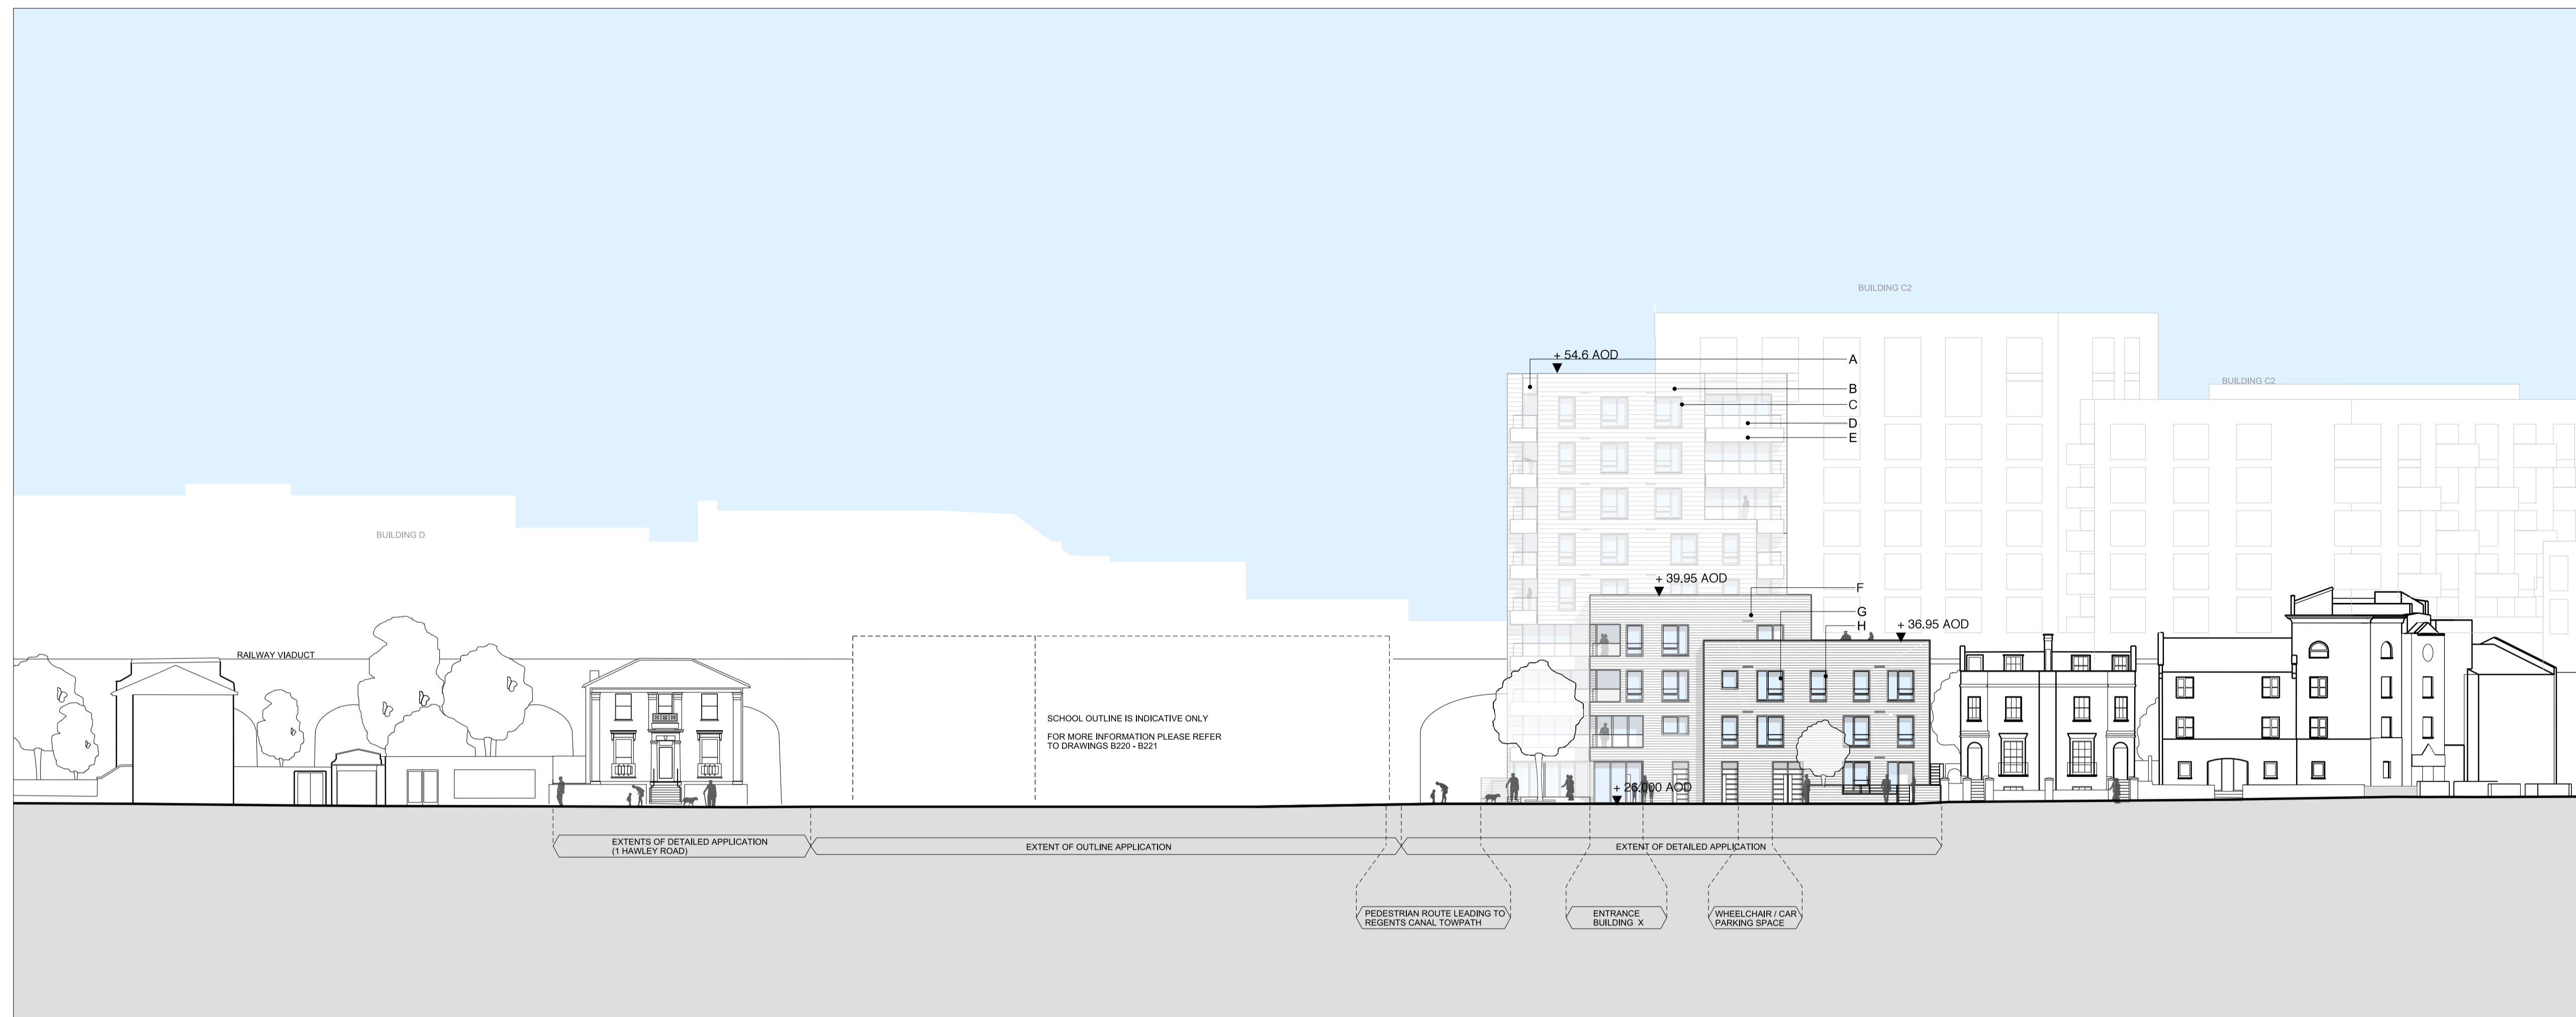 BUILDING C2
+ 54.6 AOD
A
BUILDING C2
B
C
D
E
BUILDING D
+ 39.95 AOD
F
G
H
+ 36.95 AOD
RAILWAY VIADUCT
SCHOOL OUTLINE IS INDICATIVE ONLY
FOR MORE INFORMATION PLEASE REFER
TO DRAWINGS B220 - B221
+ 26.000 AOD
EXTENTS OF DETAILED APPLICATION
(1 HAWLEY ROAD)
EXTENT OF OUTLINE APPLICATION
EXTENT OF DETAILED APPLICATION
PEDESTRIAN ROUTE LEADING TO
REGENTS CANAL TOWPATH
ENTRANCE
BUILDING X
WHEELCHAIR / CAR
PARKING SPACE